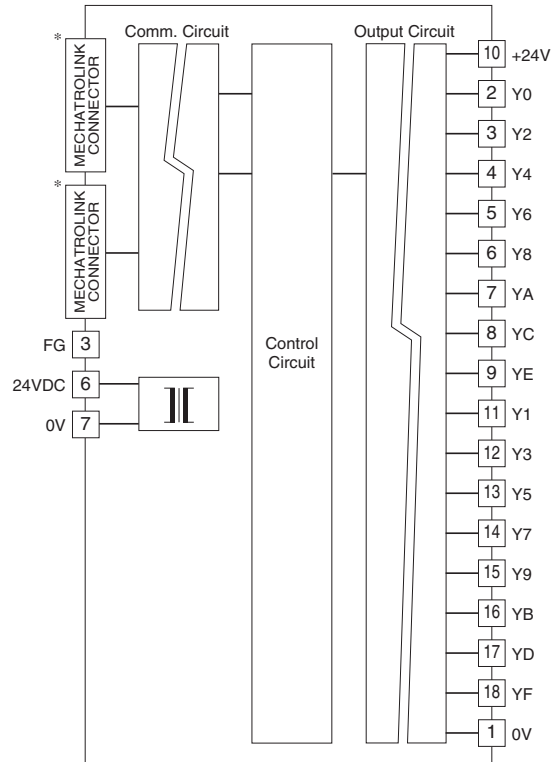 Comm. Circuit
Output Circuit
*
MECHATROLINK
CONNECTOR
*
MECHATROLINK
CONNECTOR
FG 3
24VDC 6
0V 7
Control
Circuit
10 +24V
2 Y0
3 Y2
4 Y4
5 Y6
6 Y8
7 YA
8 YC
9 YE
11 Y1
12 Y3
13 Y5
14 Y7
15 Y9
16 YB
17 YD
18 YF
1 0V